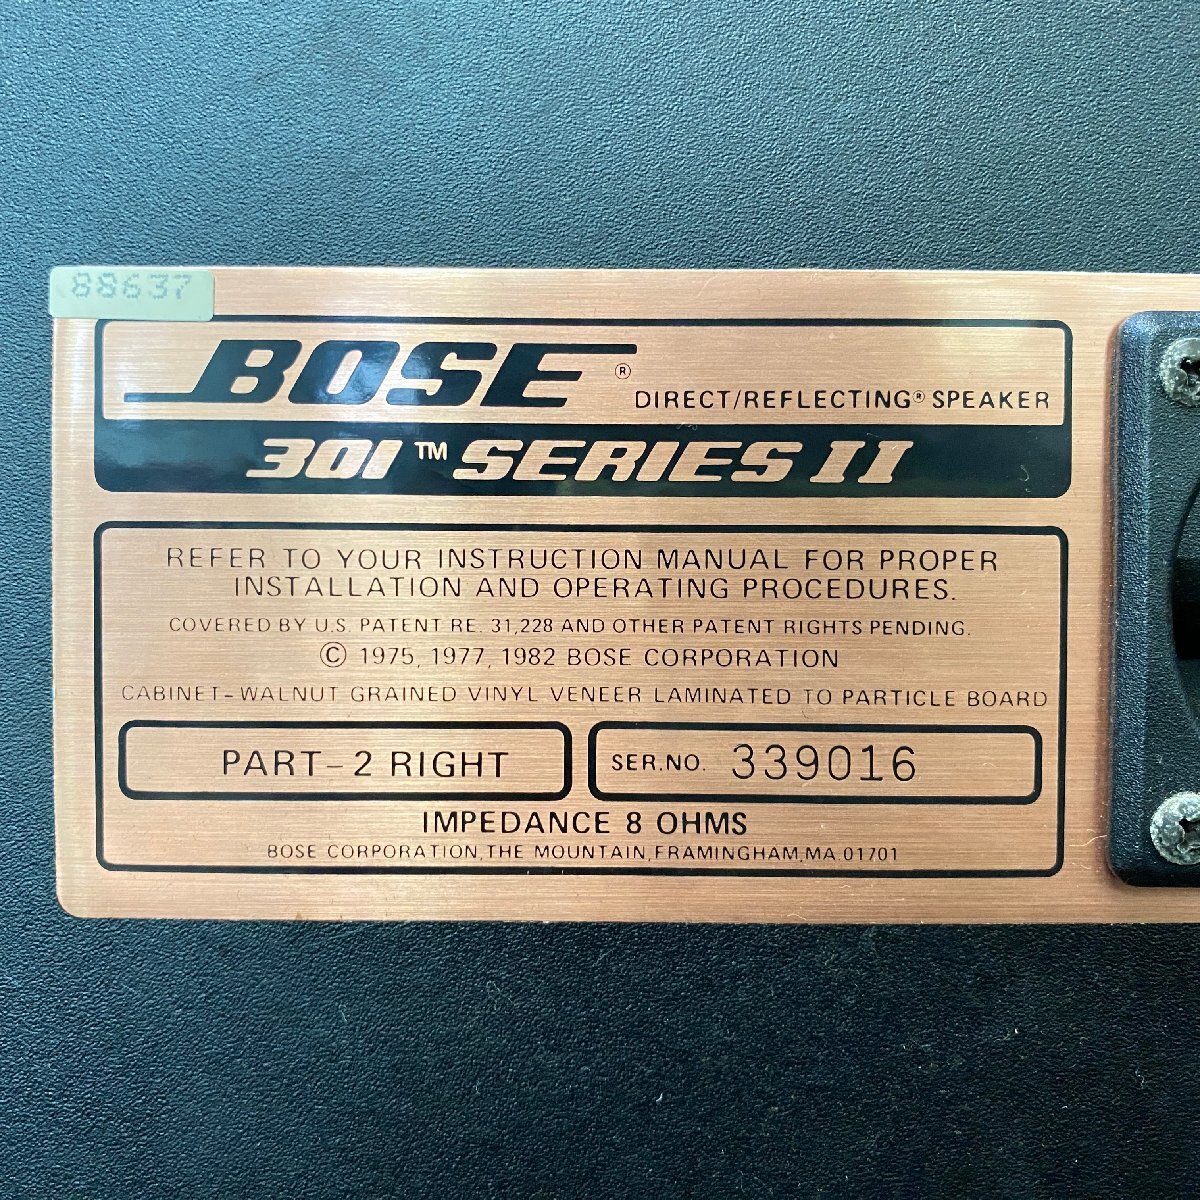 88637
BOSE®
DIRECT/REFLECTING® SPEAKER
301™ SERIES II
REFER TO YOUR INSTRUCTION MANUAL FOR PROPER
INSTALLATION AND OPERATING PROCEDURES.
COVERED BY U.S. PATENT RE. 31,228 AND OTHER PATENT RIGHTS PENDING.
© 1975, 1977, 1982 BOSE CORPORATION
CABINET-WALNUT GRAINED VINYL VENEER LAMINATED TO PARTICLE BOARD
PART-2 RIGHT
SER.NO. 339016
IMPEDANCE 8 OHMS
BOSE CORPORATION,THE MOUNTAIN,FRAMINGHAM,MA.01701